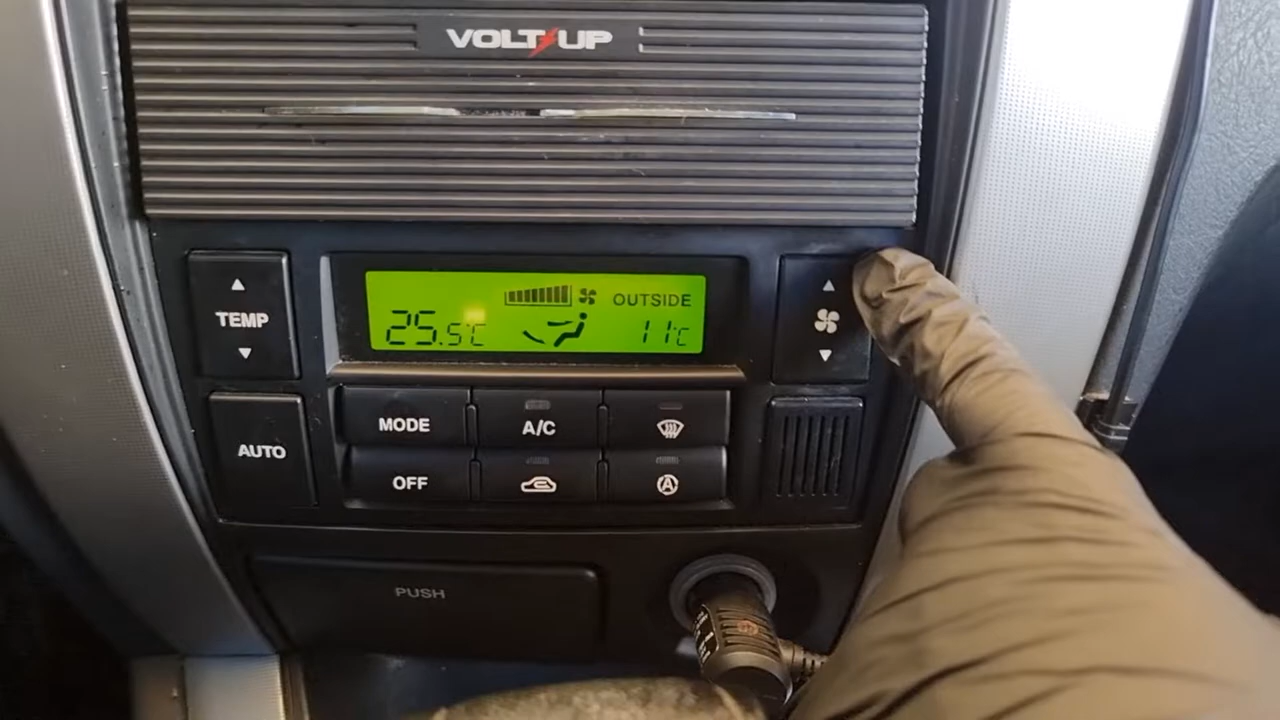 VOLT UP
OUTSIDE
25.5°C
11°C
TEMP
AUTO
MODE
A/C
OFF
A
PUSH